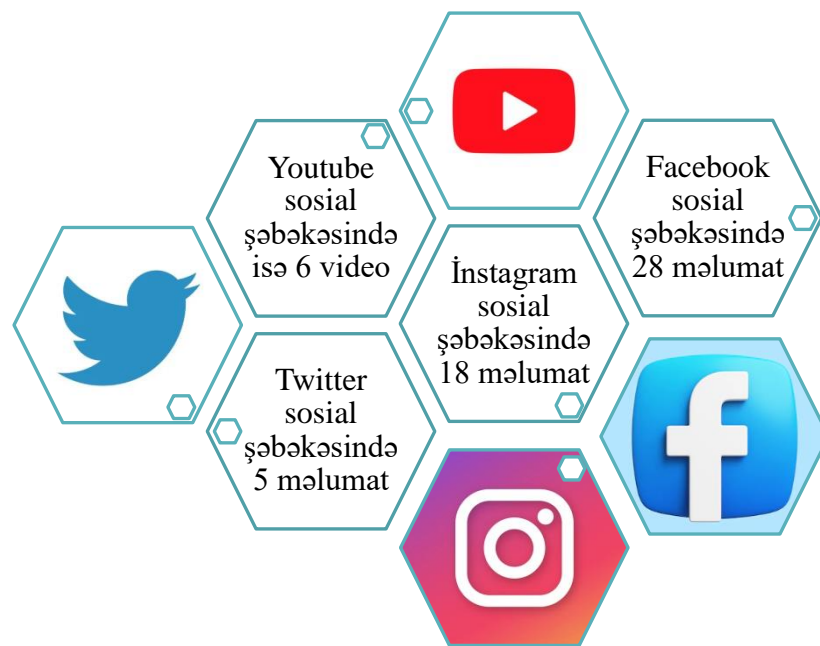 Youtube
sosial
şəbəkəsində
isə 6 video
Facebook
sosial
şəbəkəsində
28 məlumat
İnstagram
sosial
şəbəkəsində
18 məlumat
Twitter
sosial
şəbəkəsində
5 məlumat